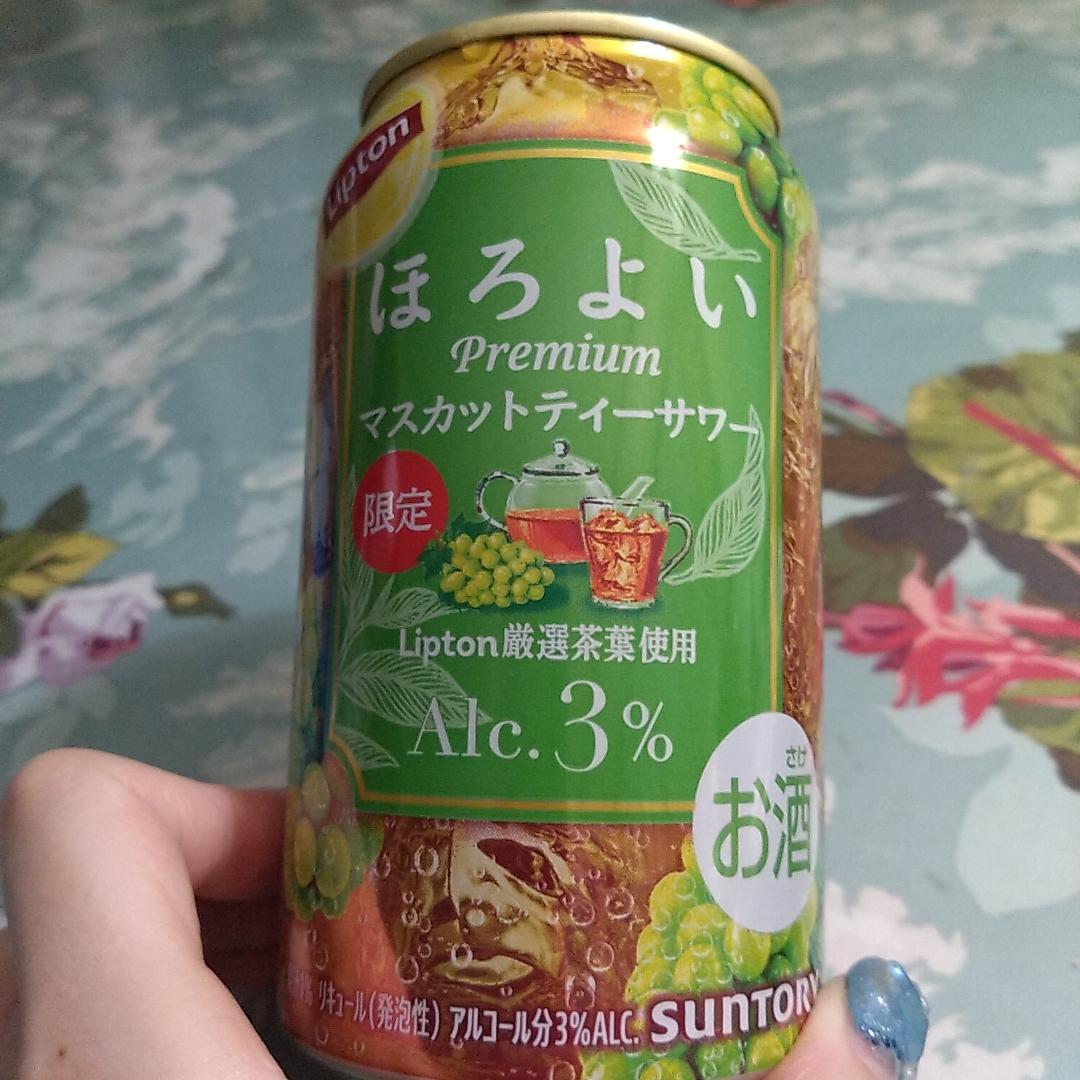 Lipton
ほろよい
Premium
マスカットティーサワー
限定
Lipton厳選茶葉使用
Alc. 3%
さけ
お酒
リキュール(発泡性) アルコール分3%ALC. SUNTORY